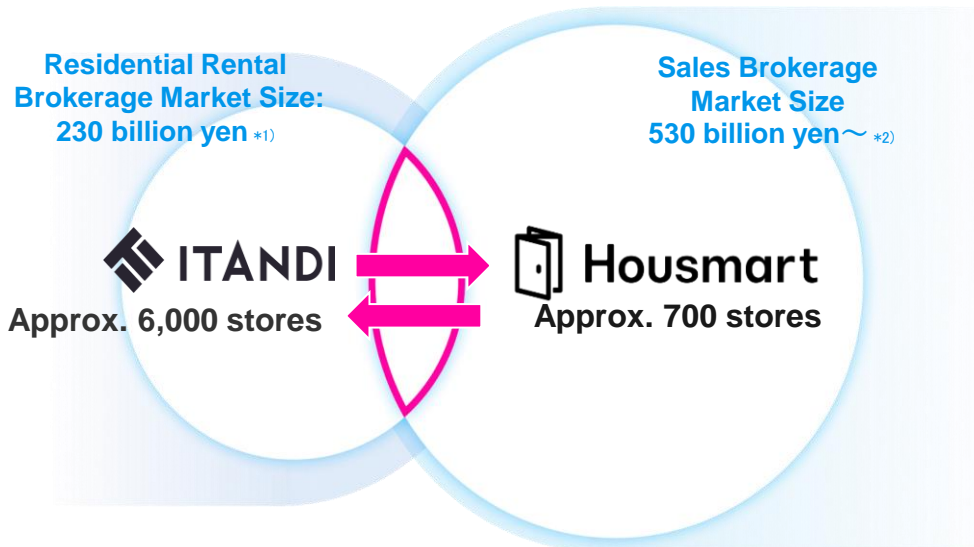 Residential Rental
Brokerage Market Size:
230 billion yen *1)
Sales Brokerage
Market Size
530 billion yen～ *2)
ITANDI
Approx. 6,000 stores
Housmart
Approx. 700 stores